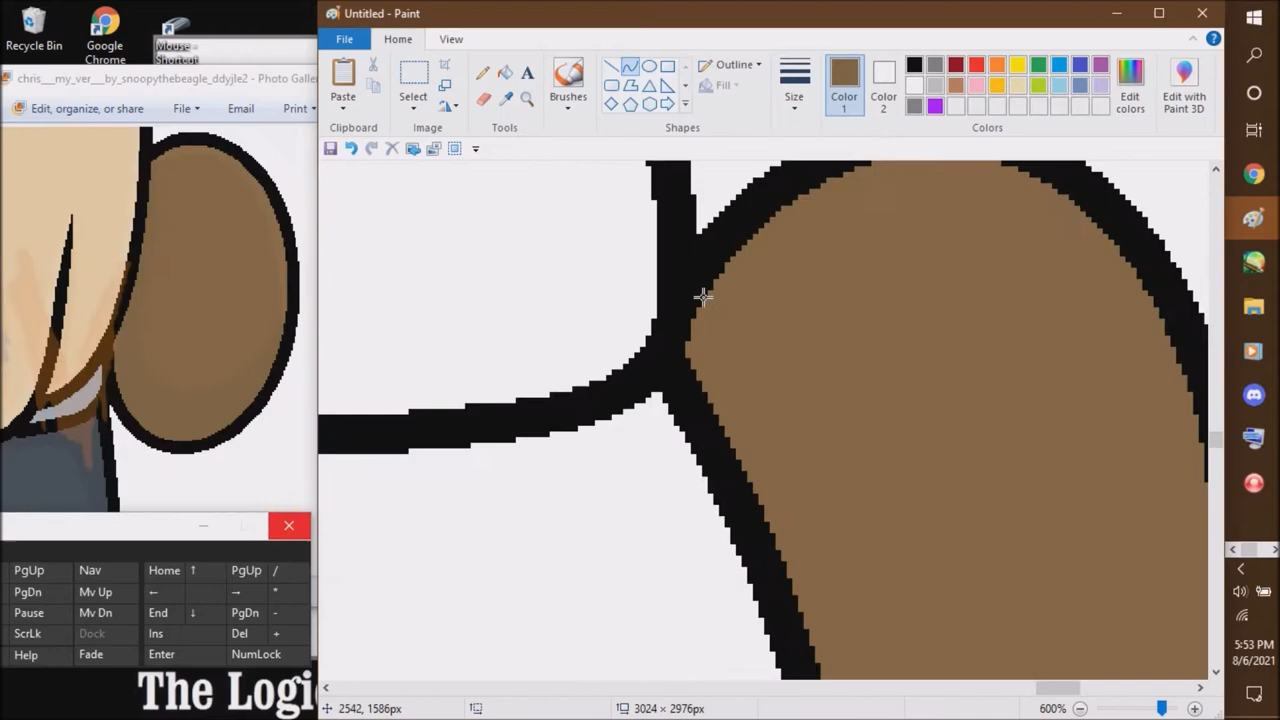 Recycle Bin
Google
Chrome
Mouse -
Shortcut
chris__my_ver__by_snoopythebeagle_ddyjle2 - Photo Galler
Edit, organize, or share
File
Email
Print
Untitled - Paint
File
Home
View
Paste
Select
Brushes
Outline
Fill
Size
Color
1
Color
2
Edit
colors
Edit with
Paint 3D
Clipboard
Image
Tools
Shapes
Colors
PgUp
Nav
Home
↑
PgUp
/
PgDn
Mv Up
←
→
*
Pause
Mv Dn
End
↓
PgDn
-
ScrLk
Dock
Ins
Del
+
Help
Fade
Enter
NumLock
The Logi
2542, 1586px
3024 × 2976px
600%
5:53 PM
8/6/2021